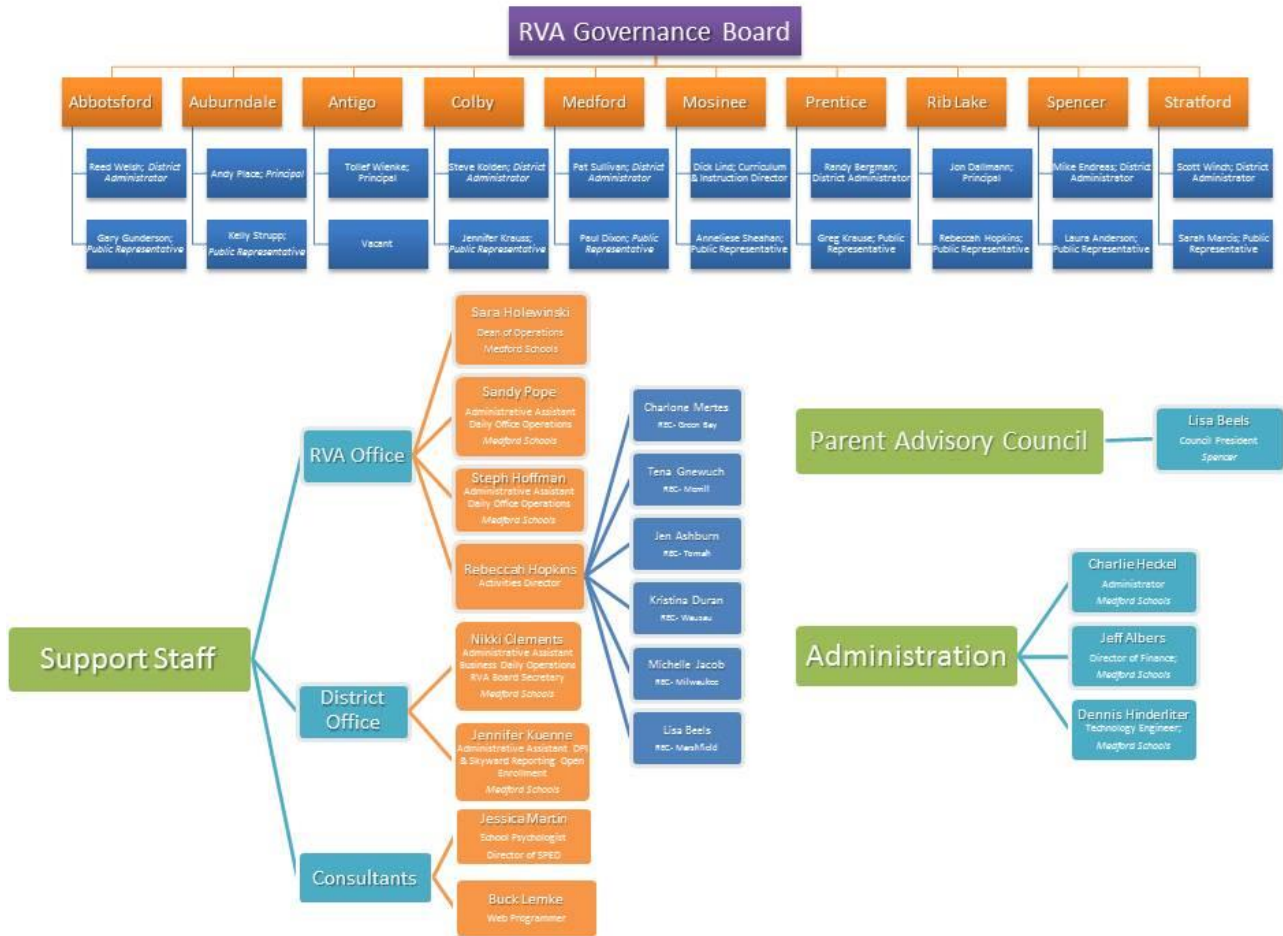 RVA Governance Board
Abbotsford
Auburndale
Antigo
Colby
Medford
Mosinee
Prentice
Rib Lake
Spencer
Stratford
Reed Welsh; District
Administrator
Andy Place; Principal
Tollef Wienke;
Principal
Steve Kolden; District
Administrator
Pat Sullivan; District
Administrator
Dick Lind; Curriculum
& Instruction Director
Randy Bergman;
District Administrator
Jon Dallmann;
Principal
Mike Endreas; District
Administrator
Scott Winch; District
Administrator
Gary Gunderson;
Public Representative
Kelly Strupp;
Public Representative
Vacant
Jennifer Krauss;
Public Representative
Paul Dixon; Public
Representative
Anneliese Sheahan;
Public Representative
Greg Krause; Public
Representative
Rebeccah Hopkins;
Public Representative
Laura Anderson;
Public Representative
Sarah Marcis; Public
Representative
Support Staff
RVA Office
Sara Holewinski
Dean of Operations
Medford Schools
Sandy Pope
Administrative Assistant
Daily Office Operations
Medford Schools
Steph Hoffman
Administrative Assistant
Daily Office Operations
Medford Schools
Rebeccah Hopkins
Activities Director
Charlene Mertes
REC- Green Bay
Tena Gnewuch
REC- Merrill
Jen Ashburn
REC- Tomah
Kristina Duran
REC- Wausau
Michelle Jacob
REC- Milwaukee
Lisa Beels
REC- Marshfield
District
Office
Nikki Clements
Administrative Assistant
Business Daily Operations
RVA Board Secretary
Medford Schools
Jennifer Kuenne
Administrative Assistant DPI
& Skyward Reporting Open
Enrollment
Medford Schools
Consultants
Jessica Martin
School Psychologist
Director of SPED
Buck Lemke
Web Programmer
Parent Advisory Council
Lisa Beels
Council President
Spencer
Administration
Charlie Heckel
Administrator
Medford Schools
Jeff Albers
Director of Finance;
Medford Schools
Dennis Hinderliter
Technology Engineer;
Medford Schools